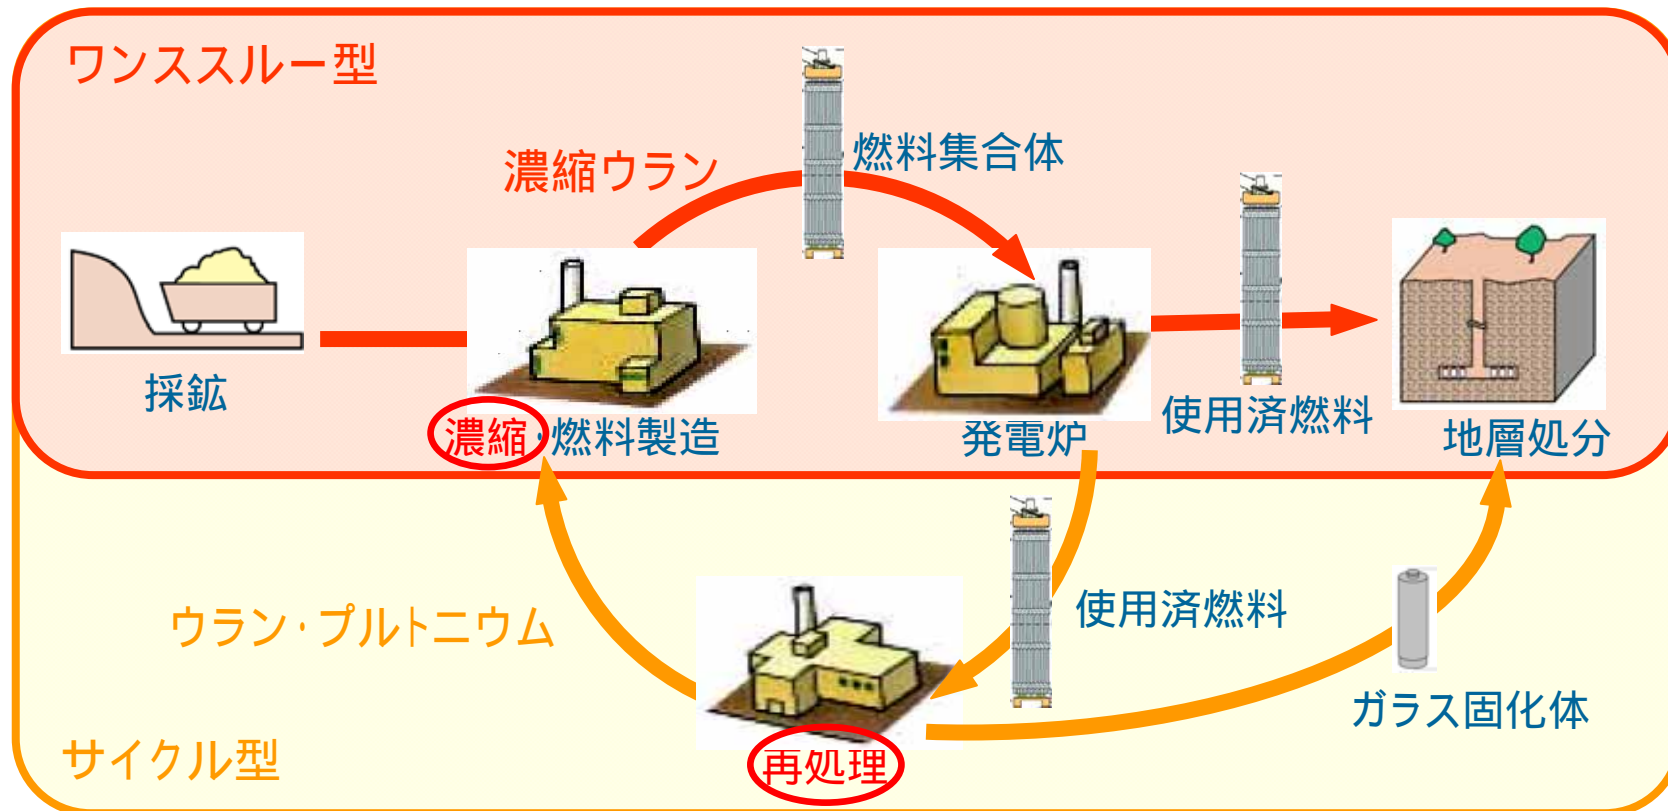 ワンススルー型
濃縮ウラン
燃料集合体
採鉱
濃縮・燃料製造
発電炉
使用済燃料
地層処分
ウラン・プルトニウム
使用済燃料
ガラス固化体
再処理
サイクル型